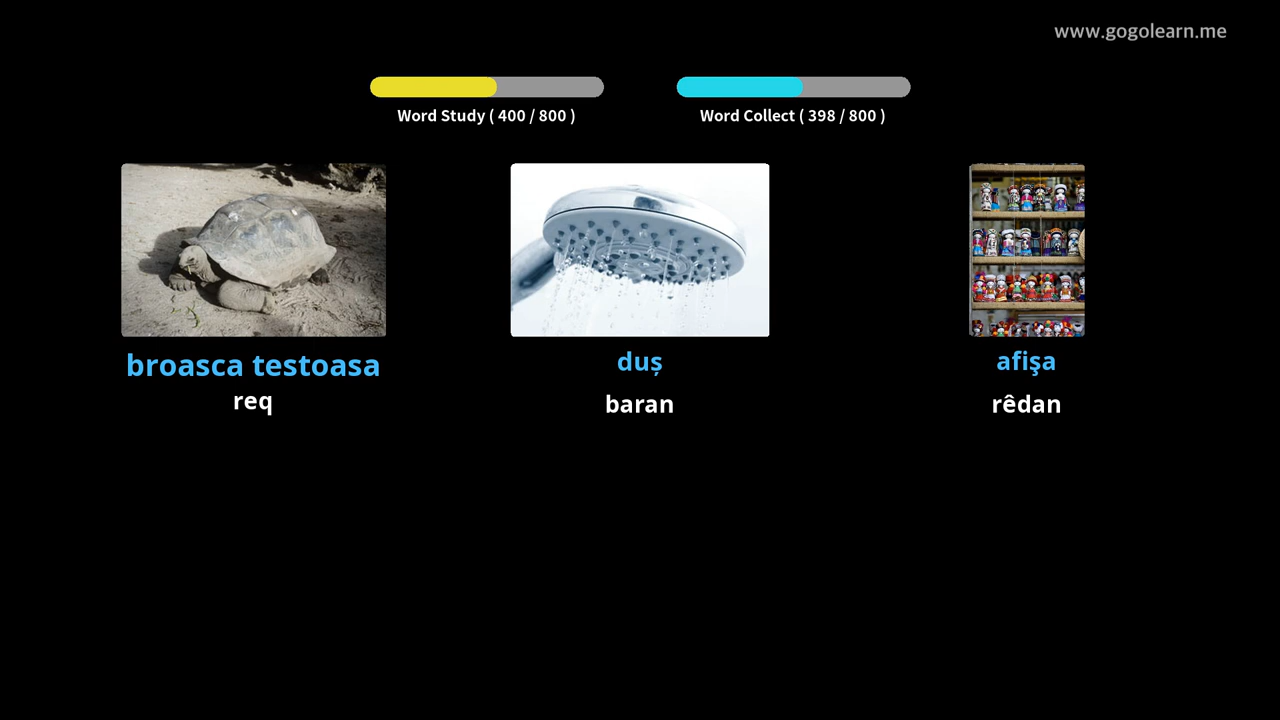 www.gogolearn.me
Word Study ( 400 / 800 )
Word Collect ( 398 / 800 )
broasca testoasa
req
duș
baran
afişa
rêdan